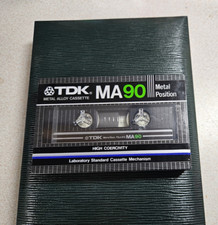 TDK MA90 Metal
METAL ALLOY CASSETTE Position
TDK MA90
HIGH COERCIVITY
Laboratory Standard Cassette Mechanism